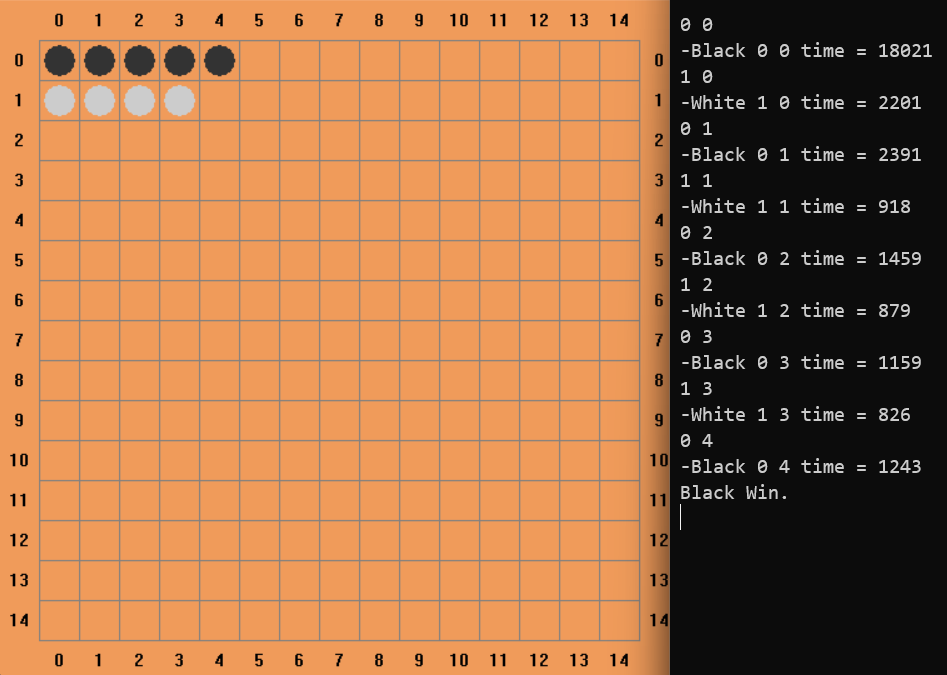 0 1 2 3 4 5 6 7 8 9 10 11 12 13 14
0 0
1 1
2 2
3 3
4 4
5 5
6 6
7 7
8 8
9 9
10 10
11 11
12 12
13 13
14 14
0 1 2 3 4 5 6 7 8 9 10 11 12 13 14
0 0
-Black 0 0 time = 18021
1 0
-White 1 0 time = 2201
0 1
-Black 0 1 time = 2391
1 1
-White 1 1 time = 918
0 2
-Black 0 2 time = 1459
1 2
-White 1 2 time = 879
0 3
-Black 0 3 time = 1159
1 3
-White 1 3 time = 826
0 4
-Black 0 4 time = 1243
Black Win.